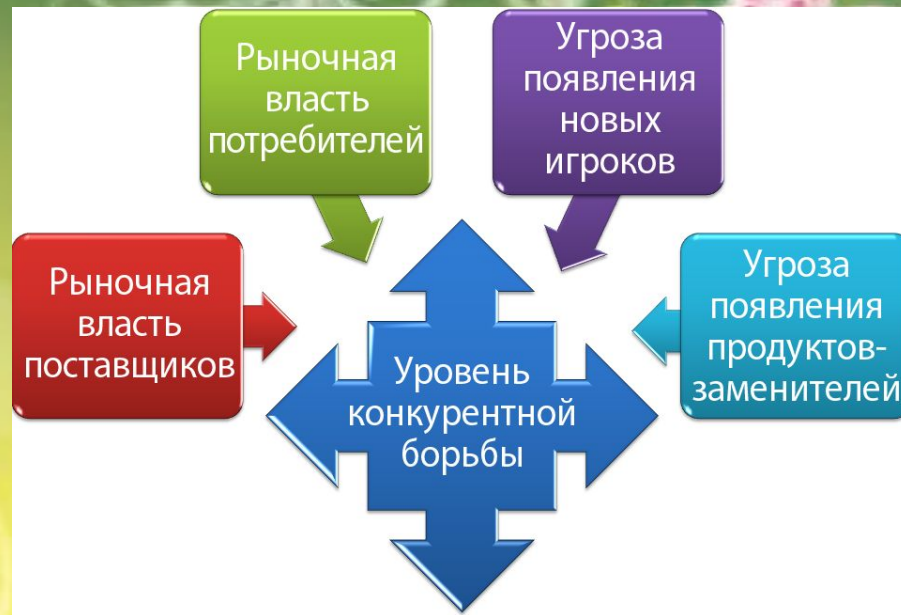 Рыночная
власть
потребителей
Угроза
появления
новых
игроков
Рыночная
власть
поставщиков
Угроза
появления
продуктов-
заменителей
Уровень
конкурентной
борьбы